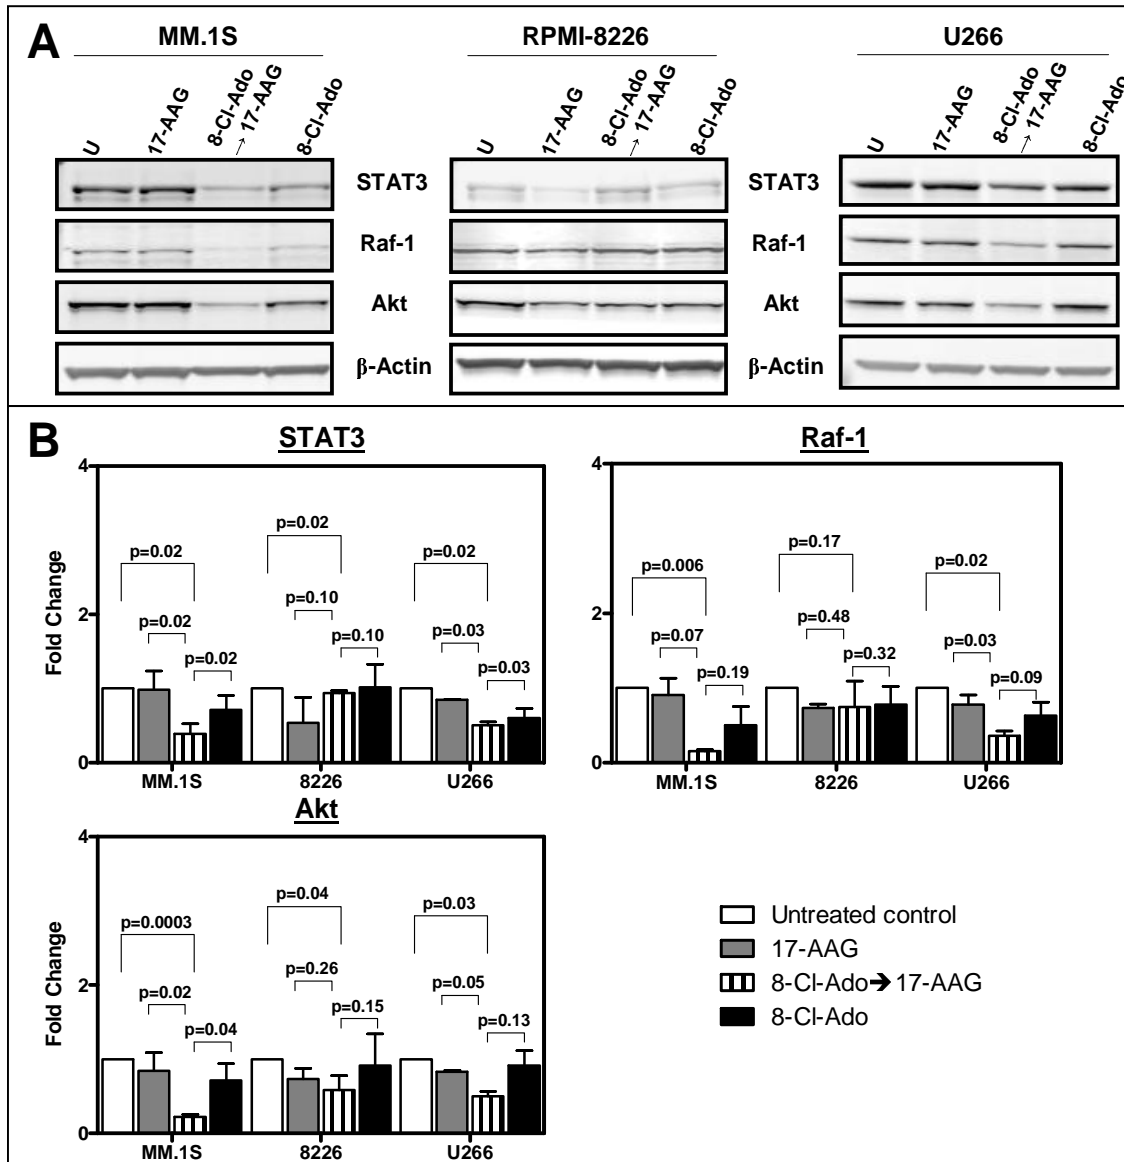 A
MM.1S
RPMI-8226
U266
U
17-AAG
8-Cl-Ado
→ 17-AAG
8-Cl-Ado
U
17-AAG
8-Cl-Ado
→ 17-AAG
8-Cl-Ado
U
17-AAG
8-Cl-Ado
→ 17-AAG
8-Cl-Ado
STAT3
STAT3
Raf-1
Raf-1
Akt
Akt
β-Actin
β-Actin
B
STAT3
4
2
0
Fold Change
p=0.02
p=0.02
p=0.02
p=0.02
p=0.10
p=0.10
p=0.02
p=0.03
p=0.03
MM.1S
8226
U266
Raf-1
4
2
0
p=0.006
p=0.07
p=0.19
p=0.17
p=0.48
p=0.32
p=0.02
p=0.03
p=0.09
MM.1S
8226
U266
Akt
4
2
0
Fold Change
p=0.0003
p=0.02
p=0.04
p=0.04
p=0.26
p=0.15
p=0.03
p=0.05
p=0.13
MM.1S
8226
U266
Untreated control
17-AAG
8-Cl-Ado➔17-AAG
8-Cl-Ado